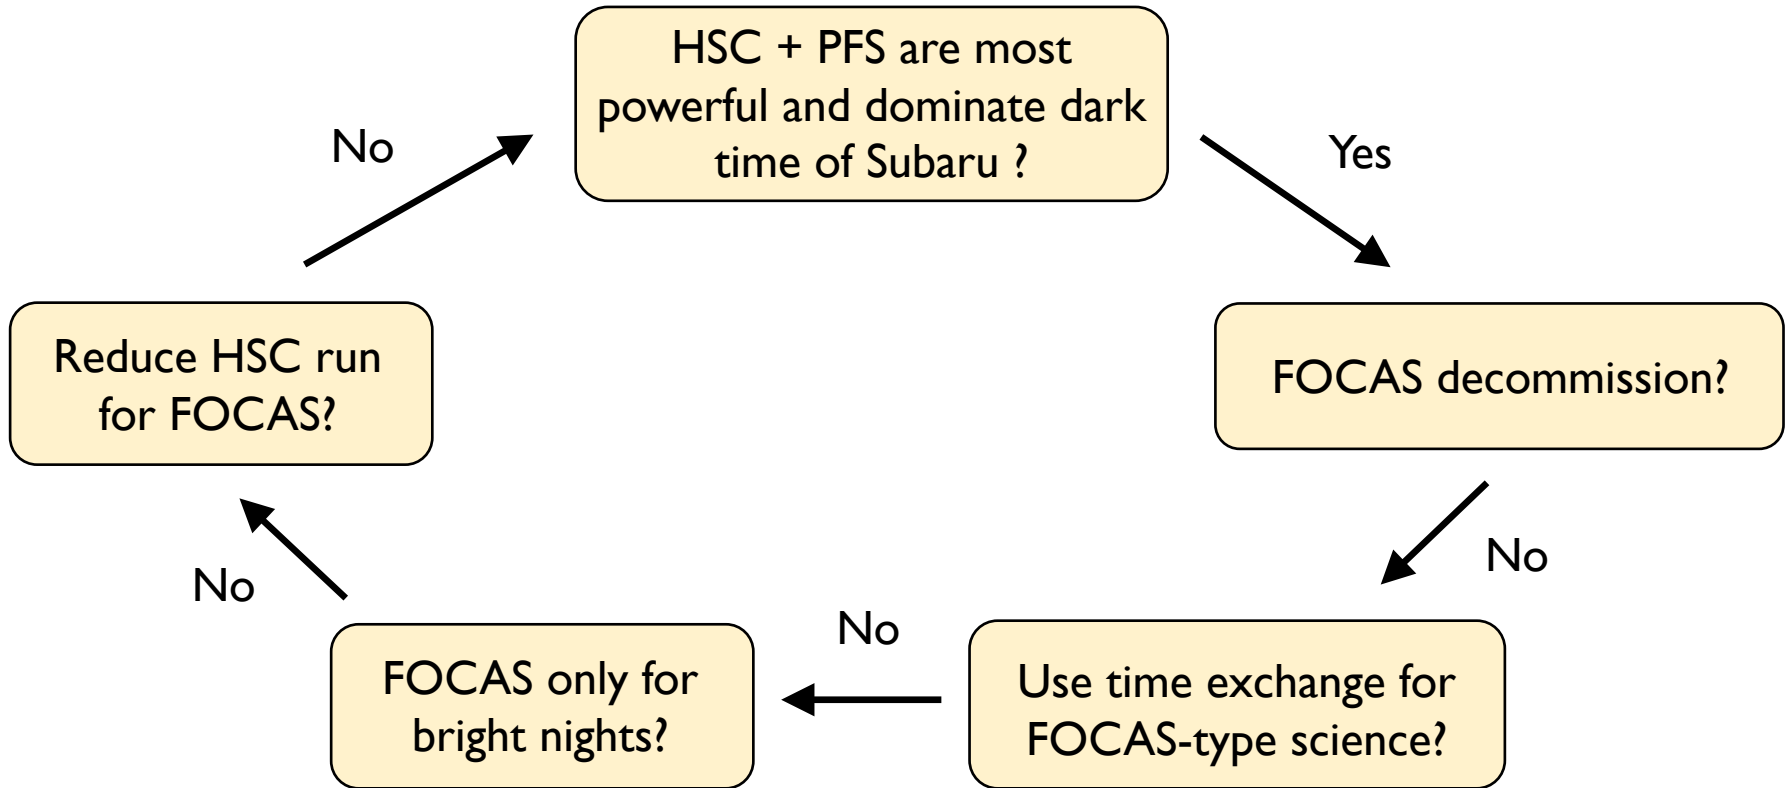 HSC + PFS are most
powerful and dominate dark
time of Subaru ?
No
Yes
Reduce HSC run
for FOCAS?
FOCAS decommission?
No
No
FOCAS only for
bright nights?
No
Use time exchange for
FOCAS-type science?